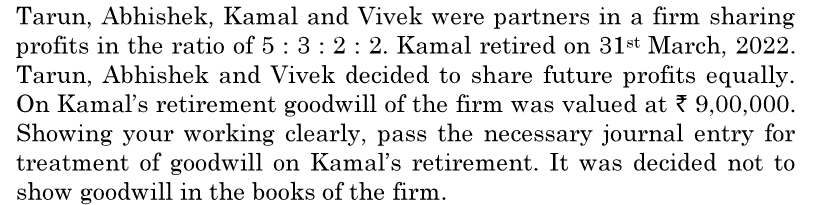 Tarun, Abhishek, Kamal and Vivek were partners in a firm sharing
profits in the ratio of 5 : 3 : 2 : 2. Kamal retired on 31st March, 2022.
Tarun, Abhishek and Vivek decided to share future profits equally.
On Kamal's retirement goodwill of the firm was valued at ₹ 9,00,000.
Showing your working clearly, pass the necessary journal entry for
treatment of goodwill on Kamal's retirement. It was decided not to
show goodwill in the books of the firm.